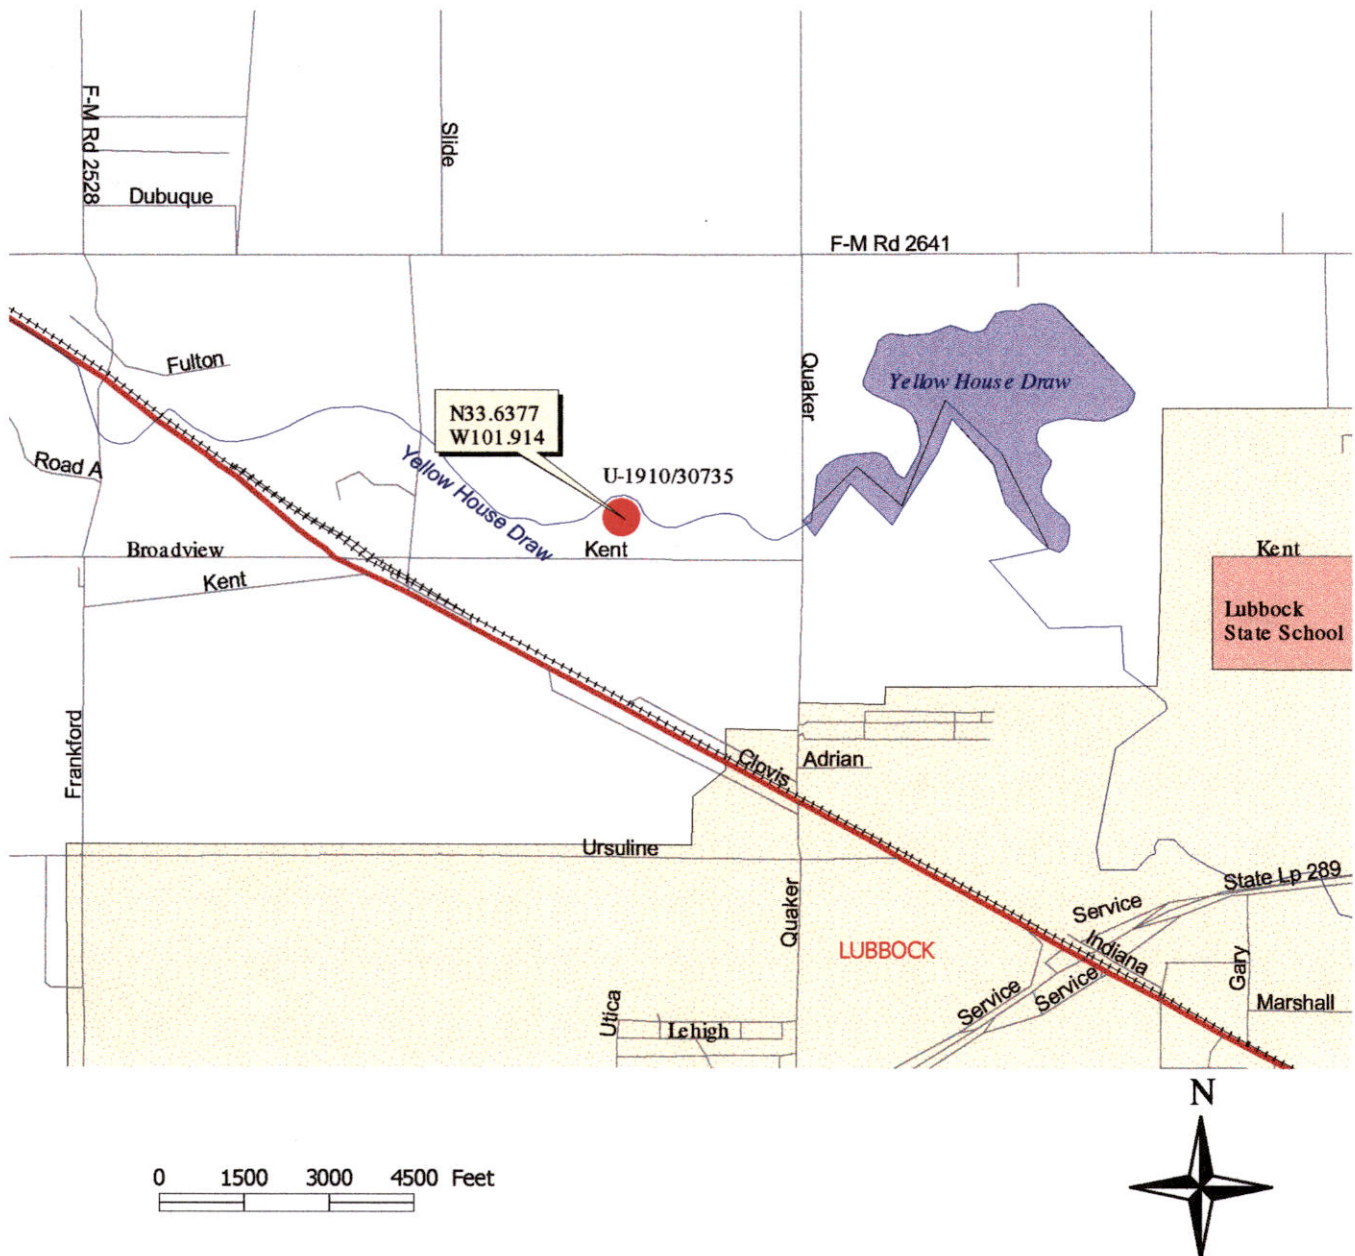 F-M Rd 2528
Slide
Dubuque
F-M Rd 2641
Fulton
Quaker
Yellow House Draw
N33.6377
W101.914
Road A
Yellow House Draw
U-1910/30735
Broadview
Kent
Kent
Kent
Lubbock
State School
Frankford
Clovis
Adrian
Ursuline
Quaker
State Lp 289
Service
LUBBOCK
Indiana
Gary
Service
Service
Marshall
Utica
Lehigh
N
0 1500 3000 4500 Feet